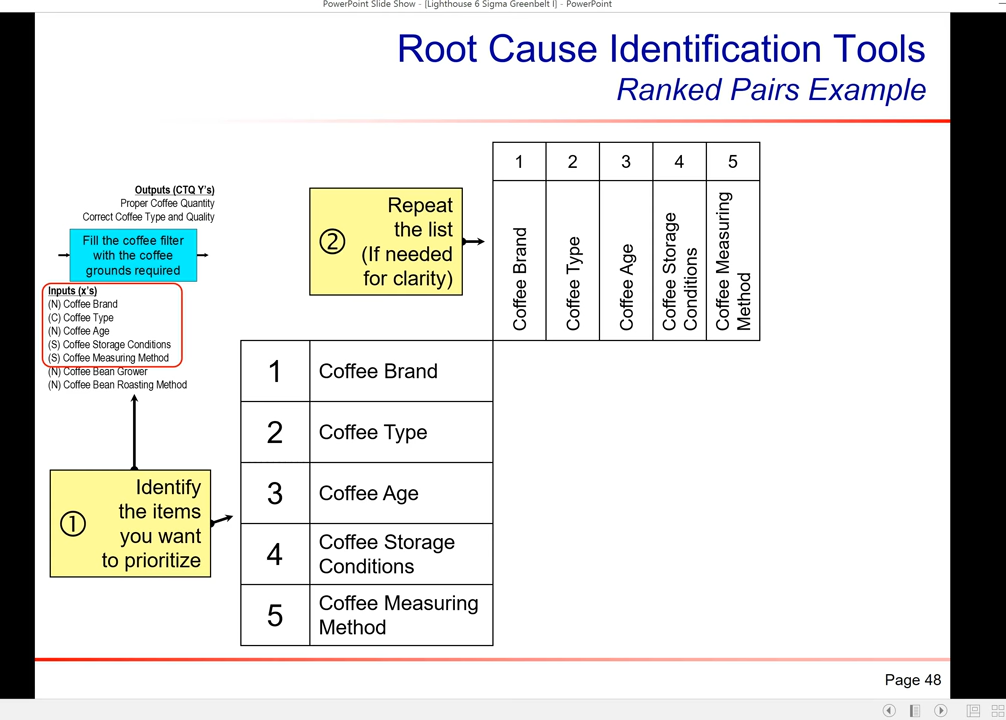 PowerPoint Slide Show - [Lighthouse 6 Sigma Greenbelt I] - PowerPoint
Root Cause Identification Tools
Ranked Pairs Example
Outputs (CTQ Y's)
Proper Coffee Quantity
Correct Coffee Type and Quality
Fill the coffee filter
with the coffee
grounds required
Inputs (x's)
(N) Coffee Brand
(C) Coffee Type
(N) Coffee Age
(S) Coffee Storage Conditions
(S) Coffee Measuring Method
(N) Coffee Bean Grower
(N) Coffee Bean Roasting Method
①
Identify
the items
you want
to prioritize
②
Repeat
the list
(If needed
for clarity)
1 2 3 4 5
Coffee Brand
Coffee Type
Coffee Age
Coffee Storage
Conditions
Coffee Measuring
Method
1 Coffee Brand
2 Coffee Type
3 Coffee Age
4 Coffee Storage
Conditions
5 Coffee Measuring
Method
Page 48